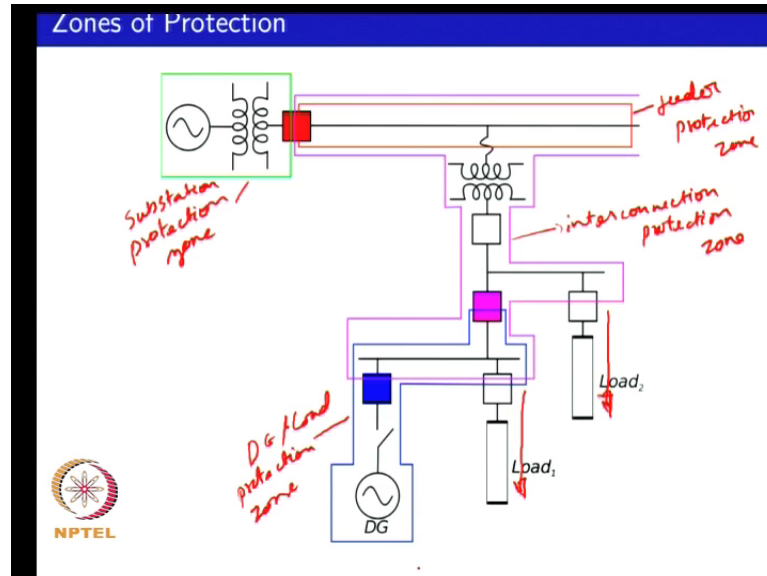 Zones of Protection
feeder
protection
zone
substation
protection
zone
interconnection
protection
zone
Load₂
DG/Load
protection
zone
Load₁
DG
NPTEL